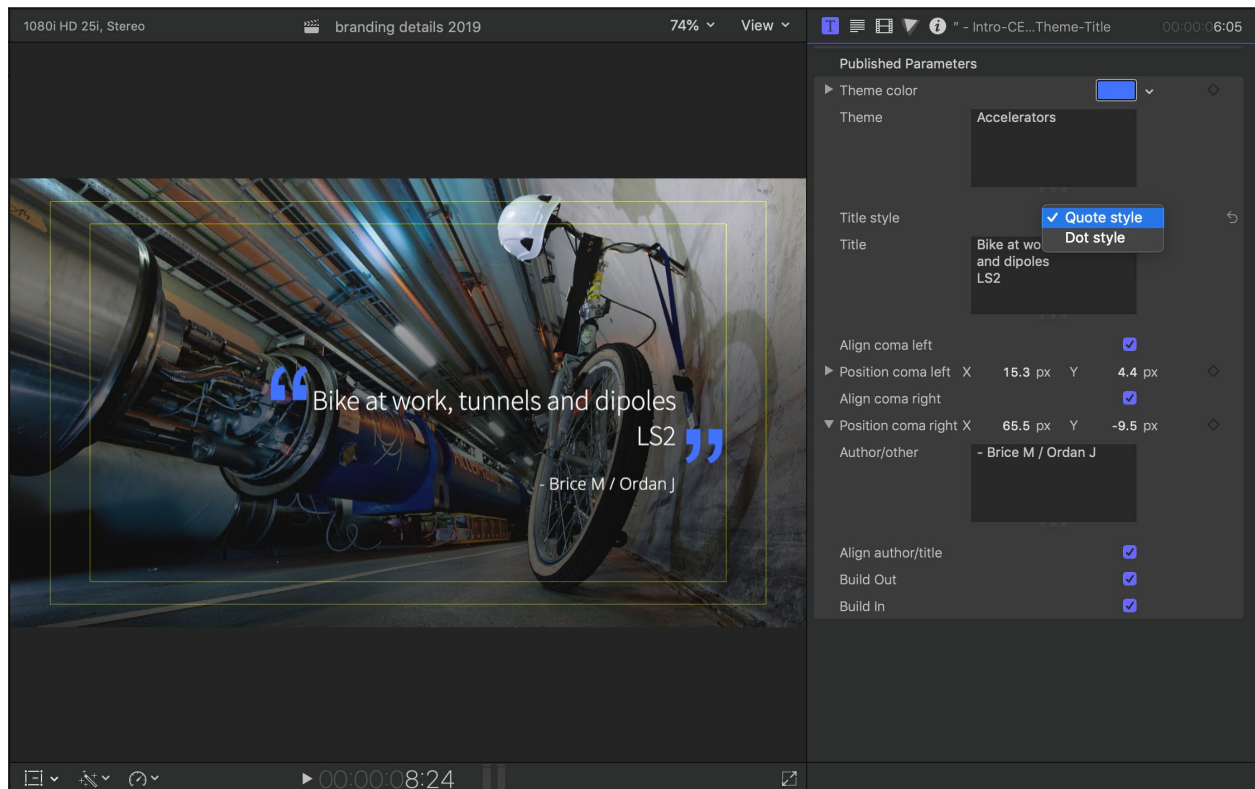 1080i HD 25i, Stereo
branding details 2019
74%
View
T
i
" - Intro-CE...Theme-Title
00:00:06:05
Published Parameters
Theme color
Theme
Accelerators
Title style
✓ Quote style
Dot style
Title
Bike at wo
and dipoles
LS2
Align coma left
Position coma left X 15.3 px Y 4.4 px
Align coma right
Position coma right X 65.5 px Y -9.5 px
Author/other
- Brice M / Ordan J
Align author/title
Build Out
Build In
“Bike at work, tunnels and dipoles
LS2”
- Brice M / Ordan J
00:00:08:24